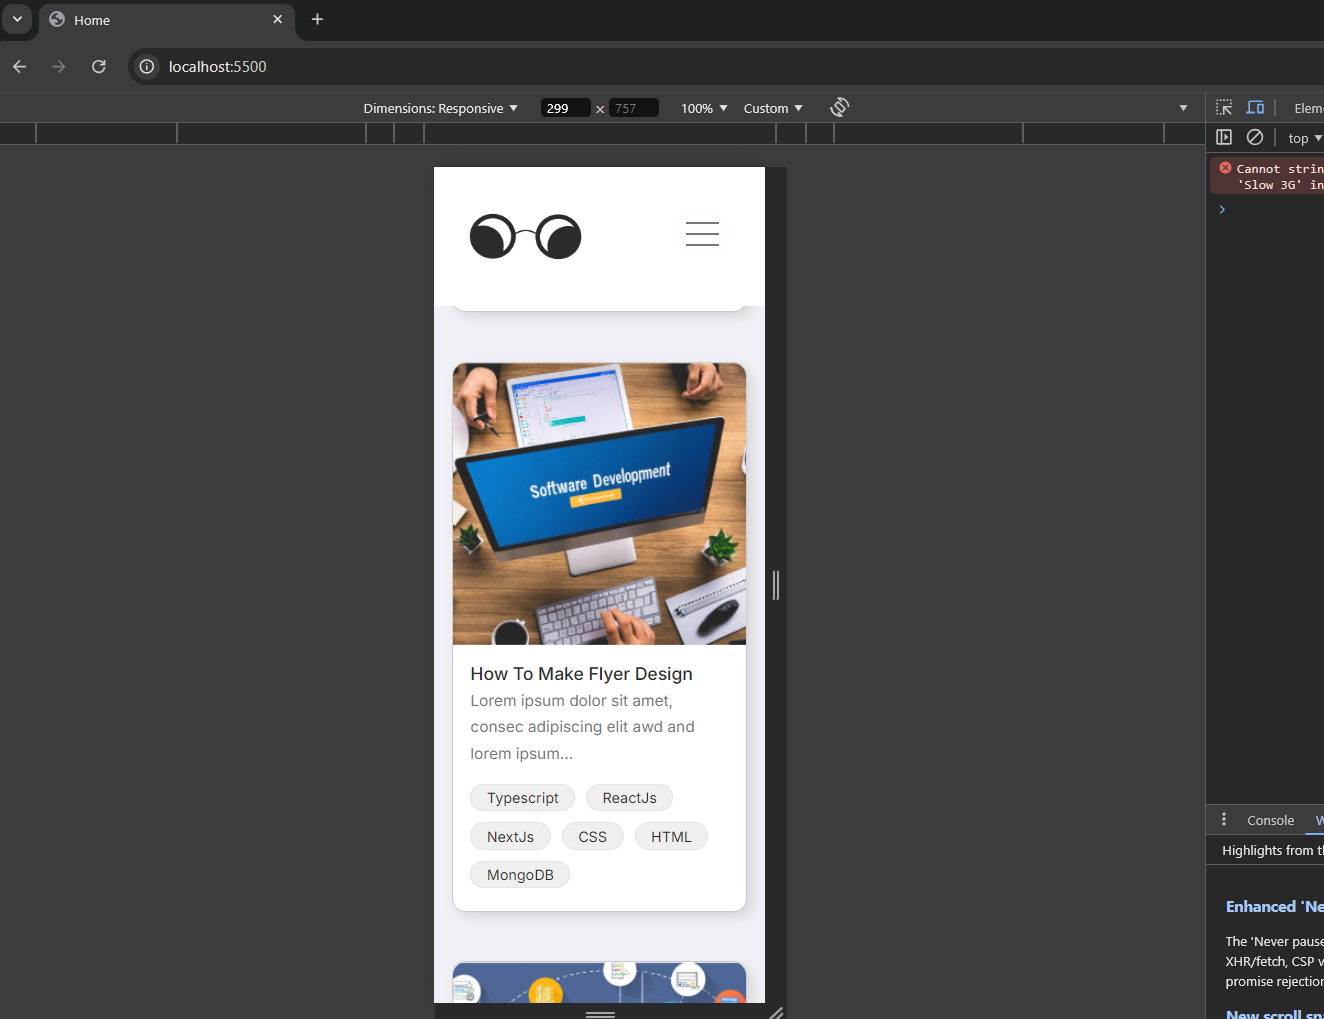 Home
localhost:5500
Dimensions: Responsive 299 × 757 100% Custom
Elem
top
Cannot strin
'Slow 3G' in
Software Development
How To Make Flyer Design
Lorem ipsum dolor sit amet,
consec adipiscing elit awd and
lorem ipsum...
Typescript ReactJs
NextJs CSS HTML
MongoDB
Console W
Highlights from t
Enhanced 'Ne
The 'Never pause
XHR/fetch, CSP v
promise rejection
New scroll sna